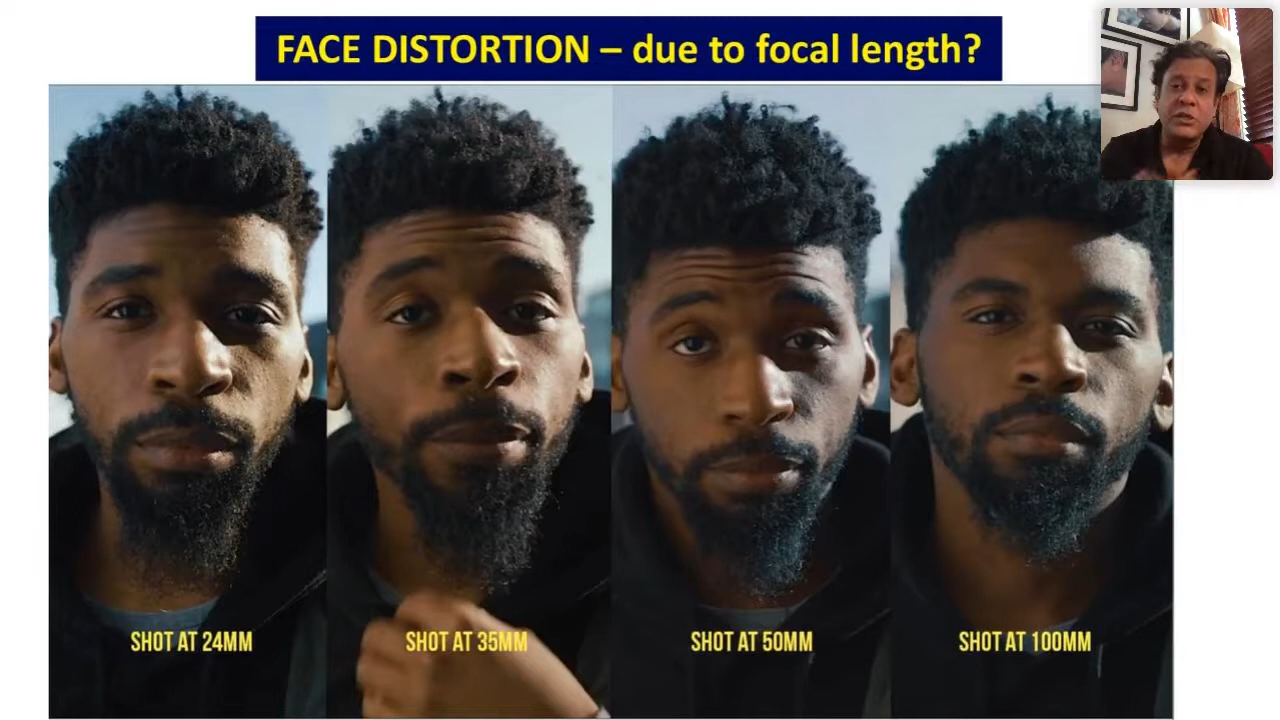 FACE DISTORTION – due to focal length?
SHOT AT 24MM
SHOT AT 35MM
SHOT AT 50MM
SHOT AT 100MM